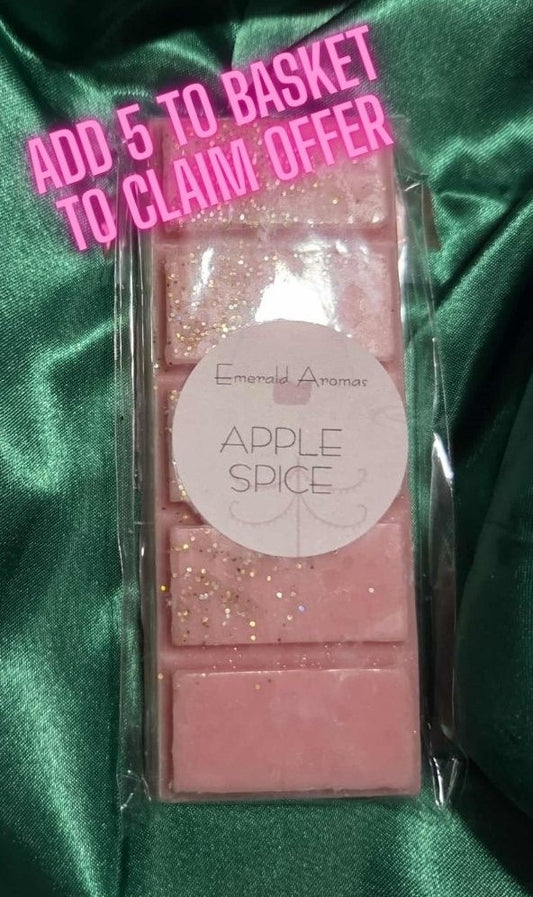 ADD 5 TO BASKET
TO CLAIM OFFER
Emerald Aromas
APPLE
SPICE